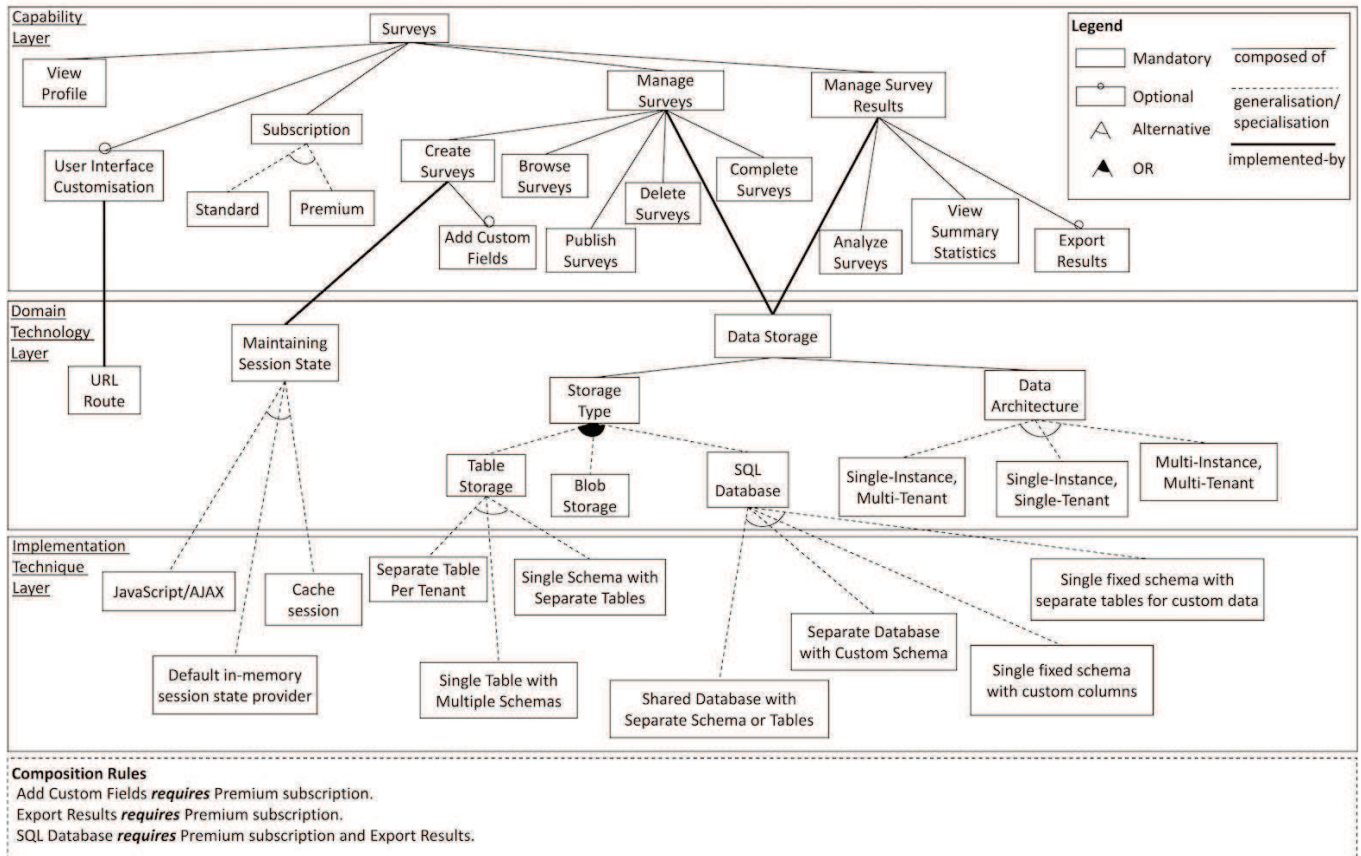 Capability
Layer
Surveys
Legend
Mandatory
composed of
Optional
generalisation/
specialisation
Alternative
implemented-by
OR
View
Profile
Manage
Surveys
Manage Survey
Results
Subscription
User Interface
Customisation
Create
Surveys
Browse
Surveys
Complete
Surveys
Delete
Surveys
Standard
Premium
Add Custom
Fields
Publish
Surveys
Analyze
Surveys
View
Summary
Statistics
Export
Results
Domain
Technology
Layer
Maintaining
Session State
Data Storage
URL
Route
Storage
Type
Data
Architecture
Table
Storage
Blob
Storage
SQL
Database
Single-Instance,
Multi-Tenant
Single-Instance,
Single-Tenant
Multi-Instance,
Multi-Tenant
Implementation
Technique
Layer
JavaScript/AJAX
Cache
session
Separate Table
Per Tenant
Single Schema with
Separate Tables
Single fixed schema with
separate tables for custom data
Default in-memory
session state provider
Single Table with
Multiple Schemas
Shared Database with
Separate Schema or Tables
Separate Database
with Custom Schema
Single fixed schema
with custom columns
Composition Rules
Add Custom Fields requires Premium subscription.
Export Results requires Premium subscription.
SQL Database requires Premium subscription and Export Results.